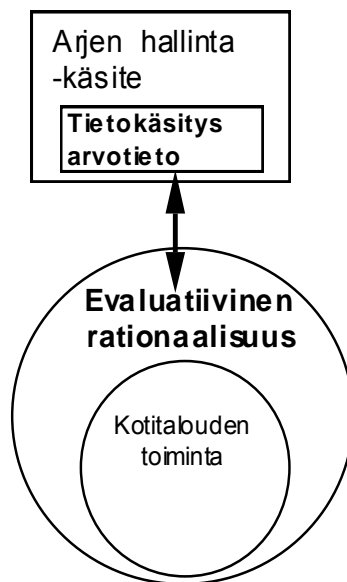 Arjen hallinta
-käsite
Tietokäsitys
arvotieto
Evaluatiivinen
rationaalisuus
Kotitalouden
toiminta